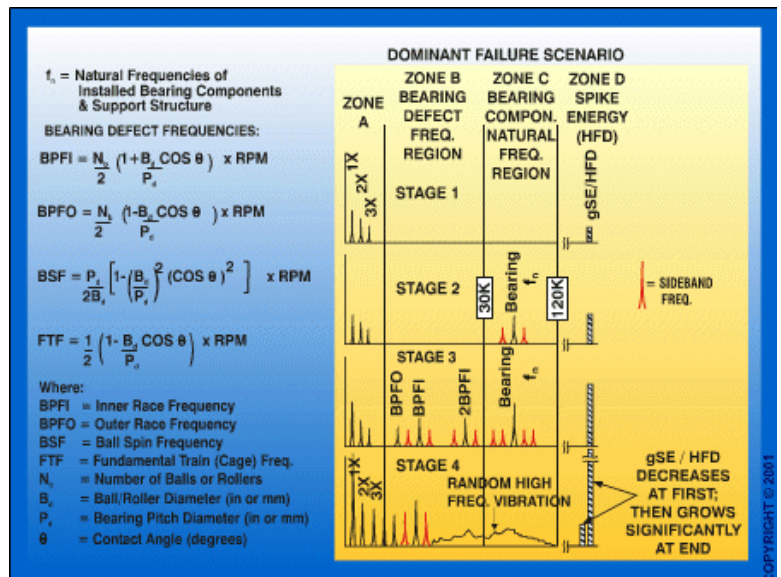 DOMINANT FAILURE SCENARIO
fn = Natural Frequencies of
Installed Bearing Components
& Support Structure
BEARING DEFECT FREQUENCIES:
BPFI = Nb/2 (1+Bd/Pd COS θ) x RPM
BPFO = Nb/2 (1-Bd/Pd COS θ) x RPM
BSF = Pd/2Bd [1-(Bd/Pd)² (COS θ)²] x RPM
FTF = 1/2 (1-Bd/Pd COS θ) x RPM
Where:
BPFI = Inner Race Frequency
BPFO = Outer Race Frequency
BSF = Ball Spin Frequency
FTF = Fundamental Train (Cage) Freq.
Nb = Number of Balls or Rollers
Bd = Ball/Roller Diameter (in or mm)
Pd = Bearing Pitch Diameter (in or mm)
θ = Contact Angle (degrees)
ZONE
A
ZONE B
BEARING
DEFECT
FREQ.
REGION
ZONE C
BEARING
COMPON.
NATURAL
FREQ.
REGION
ZONE D
SPIKE
ENERGY
(HFD)
1X
2X
3X
STAGE 1
gSE/HFD
STAGE 2
30K
Bearing
fn
120K
= SIDEBAND
FREQ.
STAGE 3
BPFO
BPFI
2BPFI
Bearing
fn
STAGE 4
1X
2X
3X
RANDOM HIGH
FREQ. VIBRATION
gSE / HFD
DECREASES
AT FIRST;
THEN GROWS
SIGNIFICANTLY
AT END
COPYRIGHT © 2001